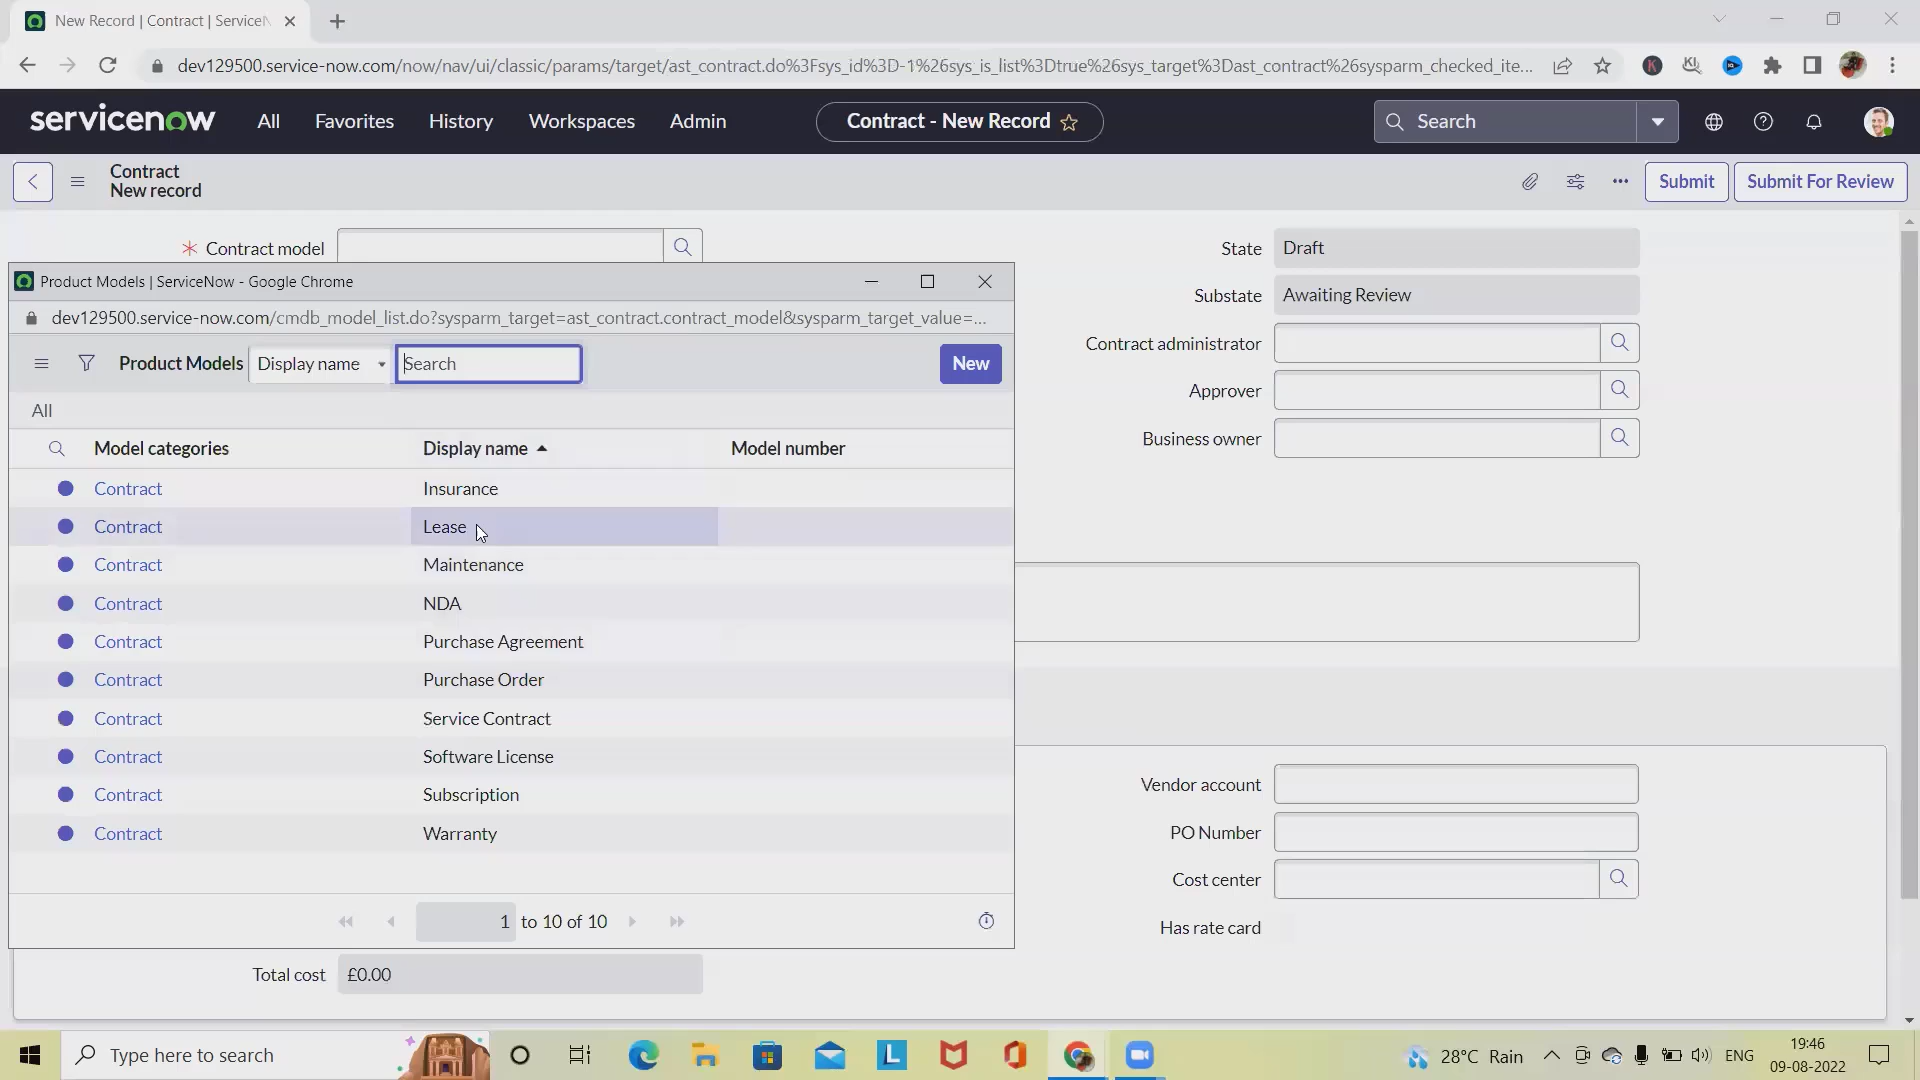 New Record | Contract | ServiceN
dev129500.service-now.com/now/nav/ui/classic/params/target/ast_contract.do%3Fsys_id%3D-1%26sys_is_list%3Dtrue%26sys_target%3Dast_contract%26sysparm_checked_ite...
servicenow All Favorites History Workspaces Admin Contract - New Record Search
Contract
New record
Submit Submit For Review
Contract model
State Draft
Substate Awaiting Review
Contract administrator
Approver
Business owner
Product Models | ServiceNow - Google Chrome
dev129500.service-now.com/cmdb_model_list.do?sysparm_target=ast_contract.contract_model&sysparm_target_value=...
Product Models Display name Search New
All
Model categories Display name Model number
Contract Insurance
Contract Lease
Contract Maintenance
Contract NDA
Contract Purchase Agreement
Contract Purchase Order
Contract Service Contract
Contract Software License
Contract Subscription
Contract Warranty
1 to 10 of 10
Vendor account
PO Number
Cost center
Has rate card
Total cost £0.00
Type here to search
28°C Rain
ENG
19:46
09-08-2022